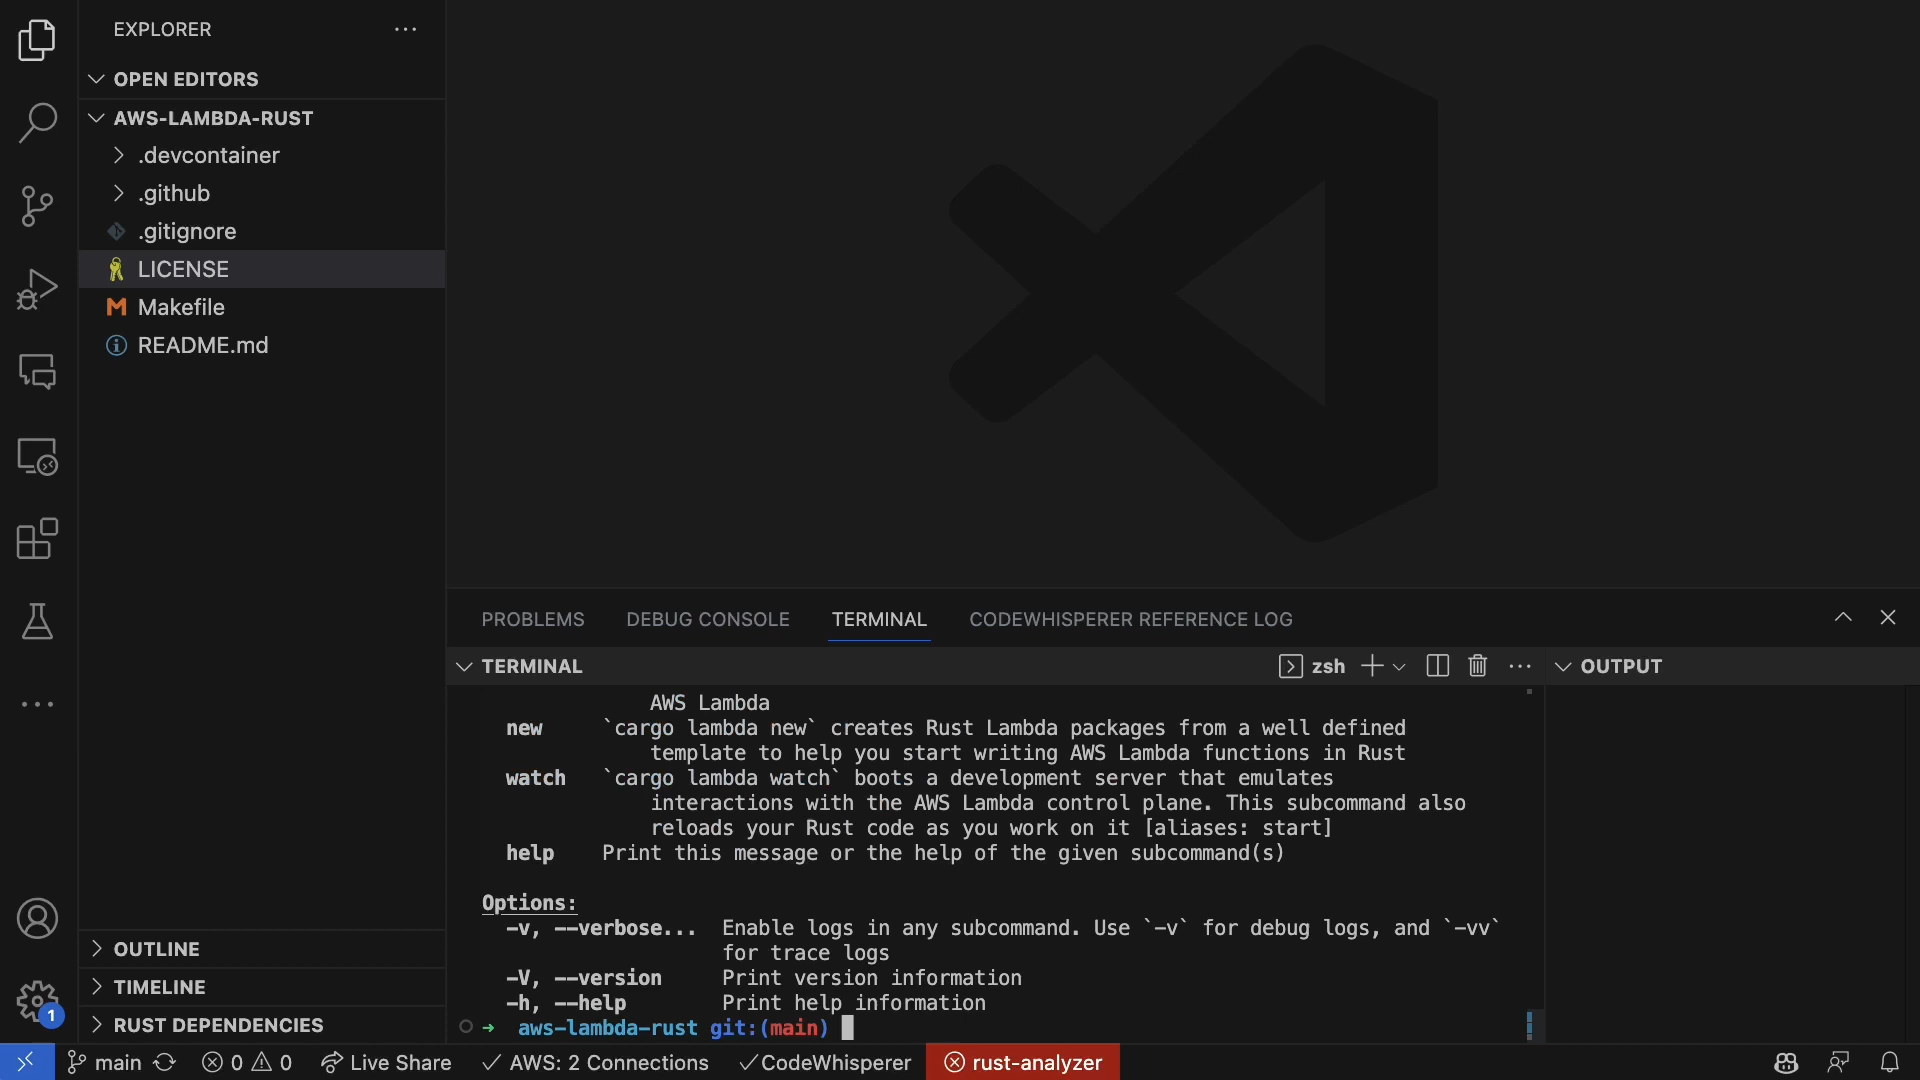 EXPLORER
OPEN EDITORS
AWS-LAMBDA-RUST
.devcontainer
.github
.gitignore
LICENSE
Makefile
README.md
OUTLINE
TIMELINE
RUST DEPENDENCIES
1
PROBLEMS DEBUG CONSOLE TERMINAL CODEWHISPERER REFERENCE LOG
TERMINAL zsh OUTPUT
AWS Lambda
new `cargo lambda new` creates Rust Lambda packages from a well defined
template to help you start writing AWS Lambda functions in Rust
watch `cargo lambda watch` boots a development server that emulates
interactions with the AWS Lambda control plane. This subcommand also
reloads your Rust code as you work on it [aliases: start]
help Print this message or the help of the given subcommand(s)
Options:
-v, --verbose... Enable logs in any subcommand. Use `-v` for debug logs, and `-vv`
for trace logs
-V, --version Print version information
-h, --help Print help information
➜ aws-lambda-rust git:(main)
main 0 0 Live Share AWS: 2 Connections CodeWhisperer rust-analyzer